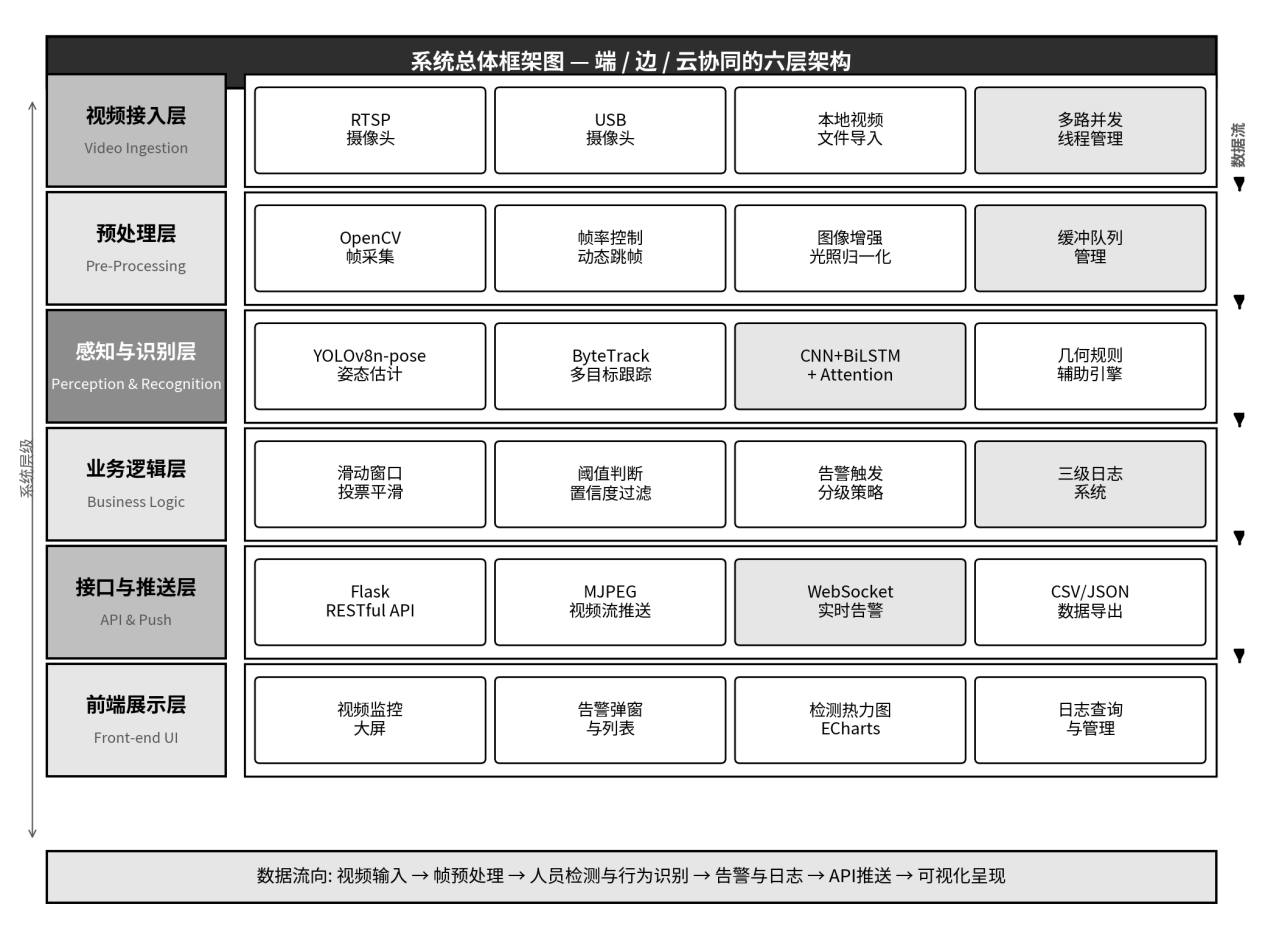 系统总体框架图 — 端 / 边 / 云协同的六层架构
视频接入层
Video Ingestion
RTSP
摄像头
USB
摄像头
本地视频
文件导入
多路并发
线程管理
数据流
预处理层
Pre-Processing
OpenCV
帧采集
帧率控制
动态跳帧
图像增强
光照归一化
缓冲队列
管理
感知与识别层
Perception & Recognition
YOLOv8n-pose
姿态估计
ByteTrack
多目标跟踪
CNN+BiLSTM
+ Attention
几何规则
辅助引擎
系统层级
业务逻辑层
Business Logic
滑动窗口
投票平滑
阈值判断
置信度过滤
告警触发
分级策略
三级日志
系统
接口与推送层
API & Push
Flask
RESTful API
MJPEG
视频流推送
WebSocket
实时告警
CSV/JSON
数据导出
前端展示层
Front-end UI
视频监控
大屏
告警弹窗
与列表
检测热力图
ECharts
日志查询
与管理
数据流向: 视频输入 → 帧预处理 → 人员检测与行为识别 → 告警与日志 → API推送 → 可视化呈现